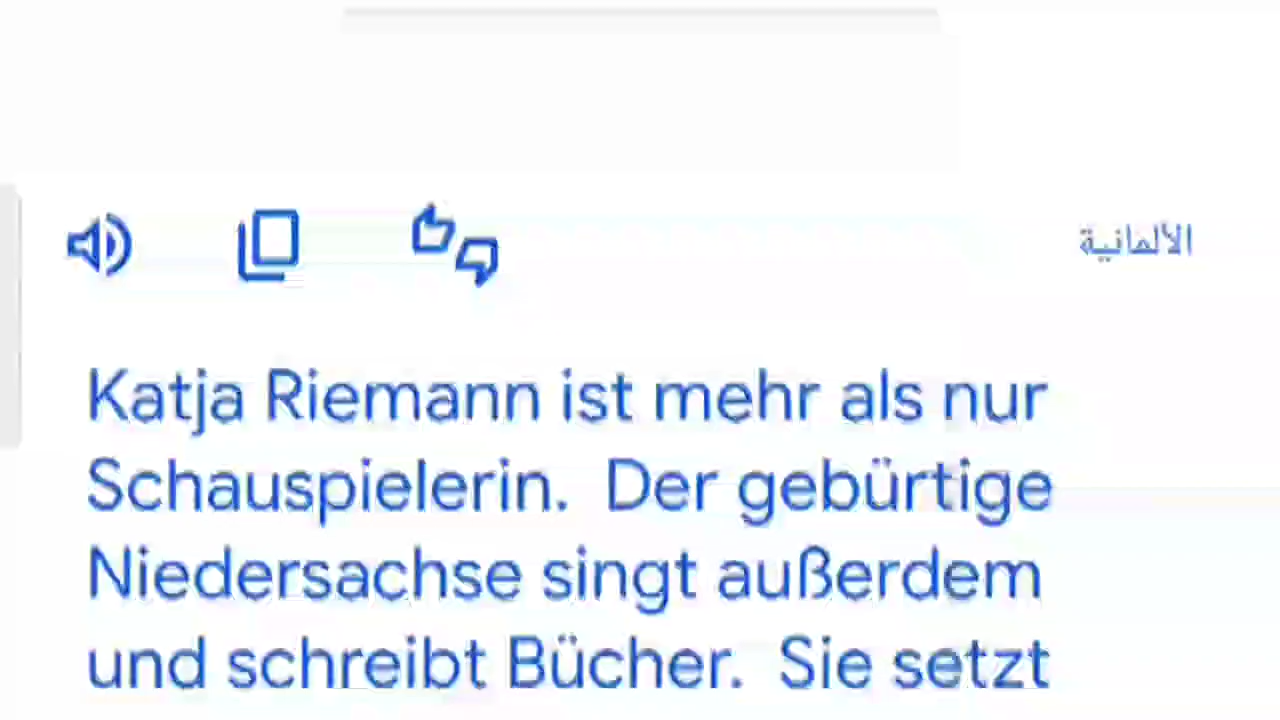 الألمانية
Katja Riemann ist mehr als nur
Schauspielerin. Der gebürtige
Niedersachse singt außerdem
und schreibt Bücher. Sie setzt